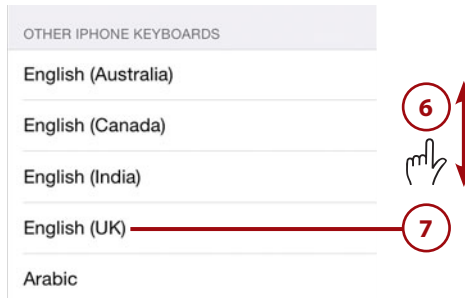 OTHER IPHONE KEYBOARDS
English (Australia)
English (Canada)
6
English (India)
English (UK)
7
Arabic